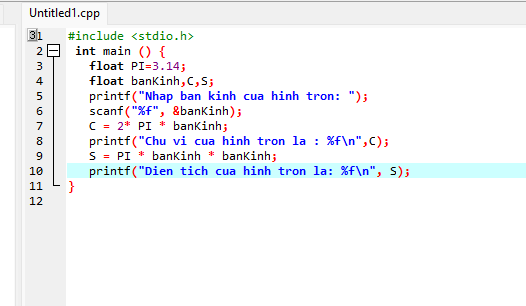 Untitled1.cpp
31 #include <stdio.h>
2 int main () {
3 float PI=3.14;
4 float banKinh,C,S;
5 printf("Nhap ban kinh cua hinh tron: ");
6 scanf("%f", &banKinh);
7 C = 2* PI * banKinh;
8 printf("Chu vi cua hinh tron la : %f\n",C);
9 S = PI * banKinh * banKinh;
10 printf("Dien tich cua hinh tron la: %f\n", S);
11 }
12